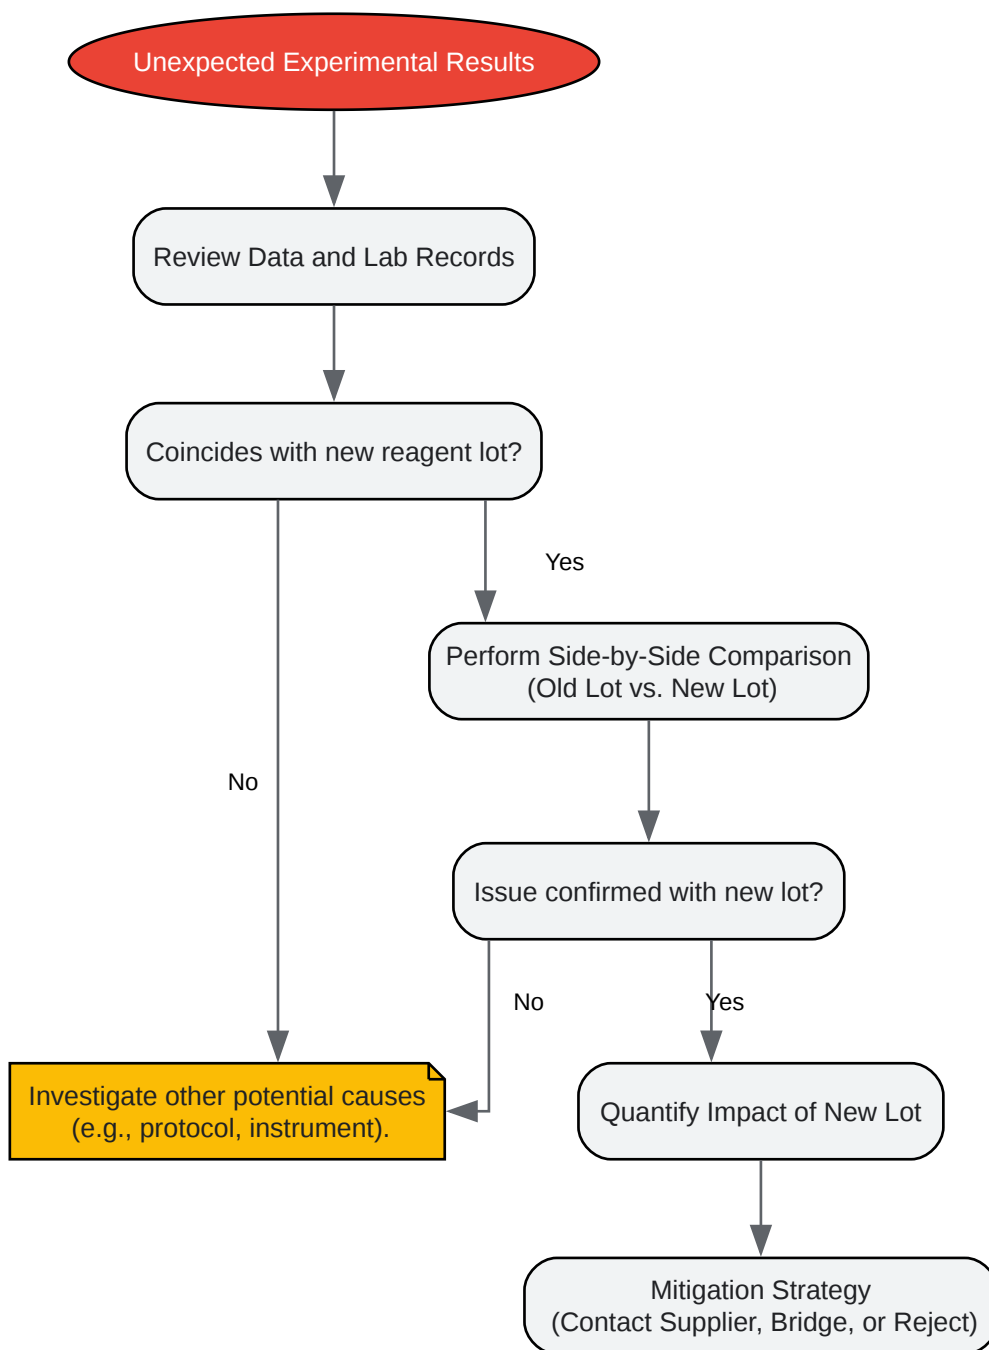 Unexpected Experimental Results
Review Data and Lab Records
Coincides with new reagent lot?
Yes
Perform Side-by-Side Comparison
(Old Lot vs. New Lot)
No
Issue confirmed with new lot?
No
Yes
Investigate other potential causes
(e.g., protocol, instrument).
Quantify Impact of New Lot
Mitigation Strategy
(Contact Supplier, Bridge, or Reject)